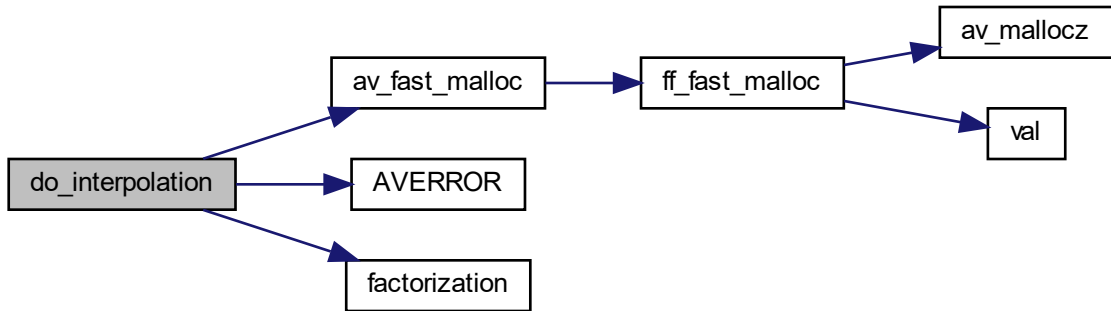 av_mallocz
av_fast_malloc
ff_fast_malloc
val
do_interpolation
AVERROR
factorization